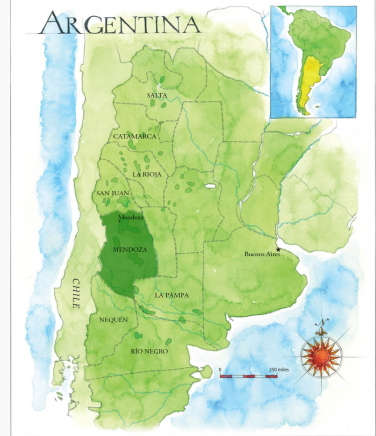 ARGENTINA
SALTA
CATAMARCA
LA RIOJA
SAN JUAN
Mendoza
MENDOZA
Buenos Aires
CHILE
LA PAMPA
NEQUÉN
RÍO NEGRO
N
0 250 miles